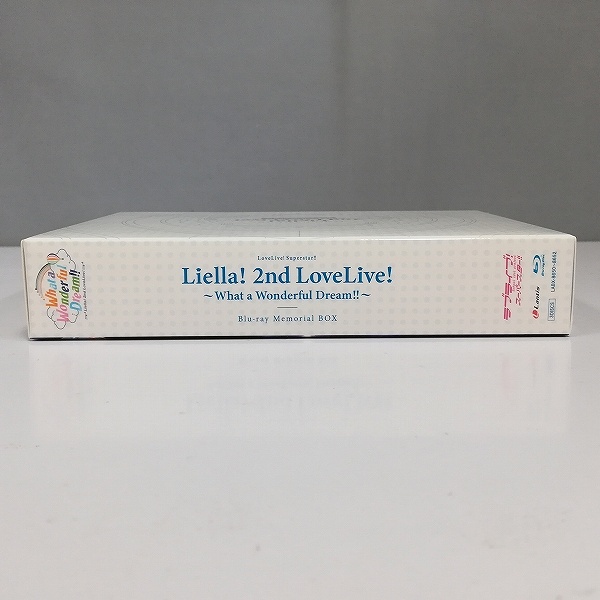 What a
Wonderful
Dream!!
LoveLive! Superstar!!
Liella! 2nd LoveLive!
~What a Wonderful Dream!!~
Blu-ray Memorial BOX
ラブライブ!
スーパースター!!
Lantis
3DISCS